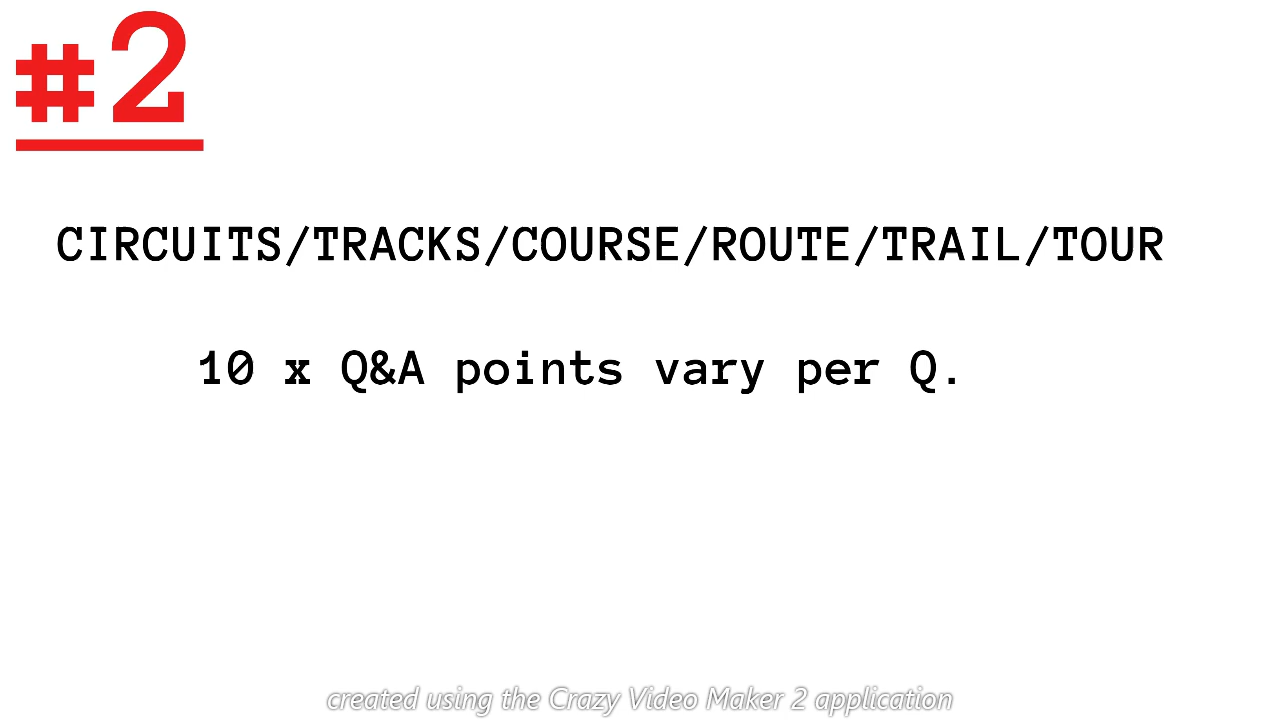 #2
CIRCUITS/TRACKS/COURSE/ROUTE/TRAIL/TOUR
10 x Q&A points vary per Q.
created using the Crazy Video Maker 2 application